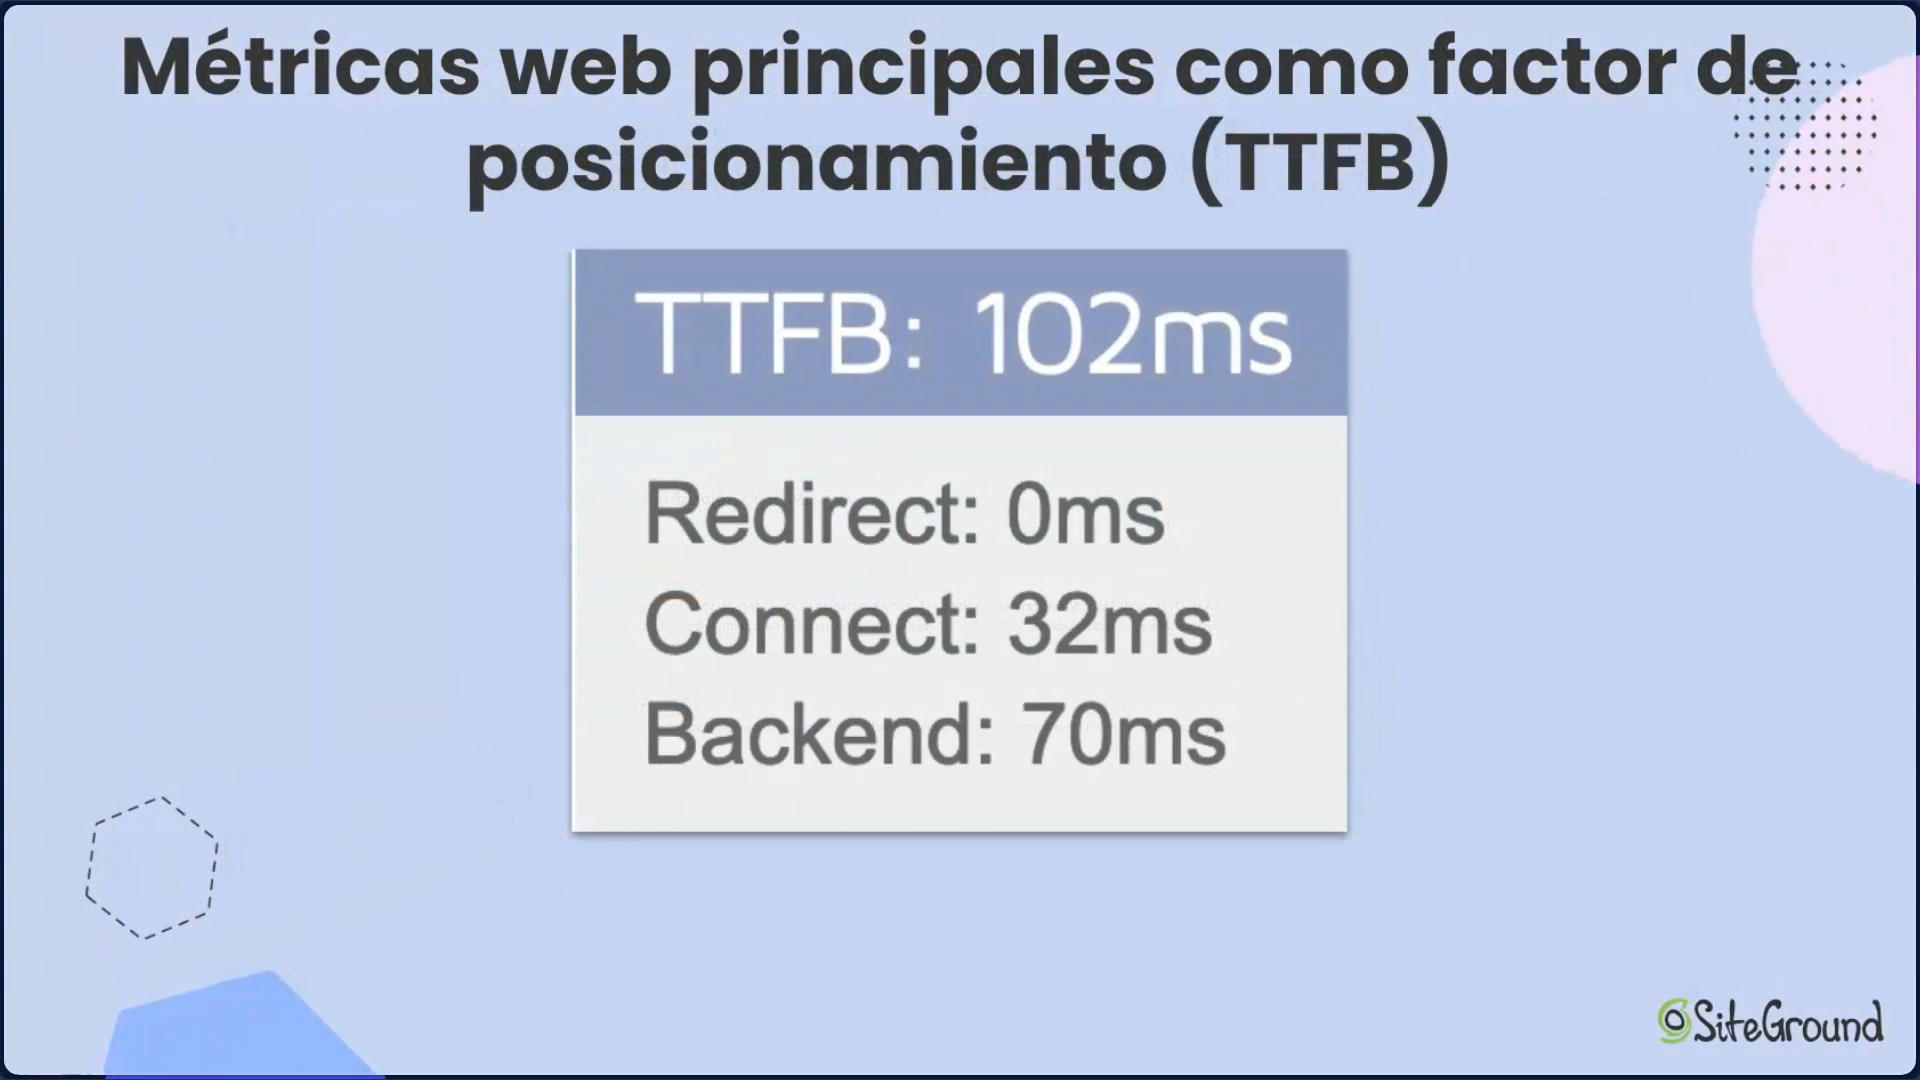 Métricas web principales como factor de
posicionamiento (TTFB)
TTFB: 102ms
Redirect: 0ms
Connect: 32ms
Backend: 70ms
SiteGround